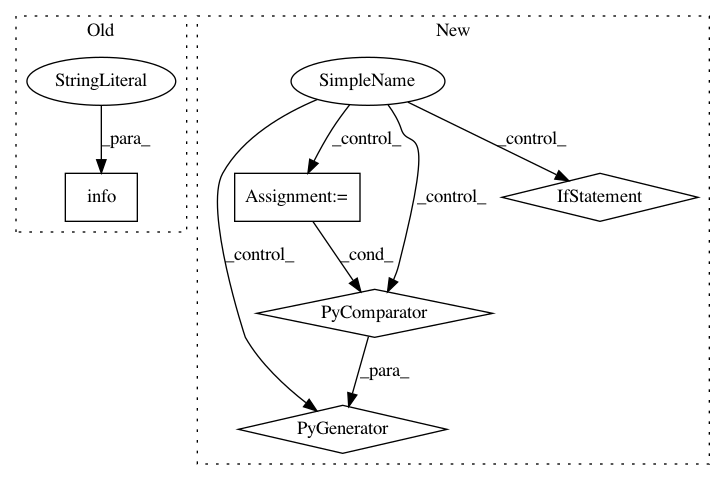 Old
New
StringLiteral
SimpleName
_para_
_control_
_control_
info
Assignment:=
IfStatement
_control_
_control_
_cond_
PyComparator
_para_
PyGenerator